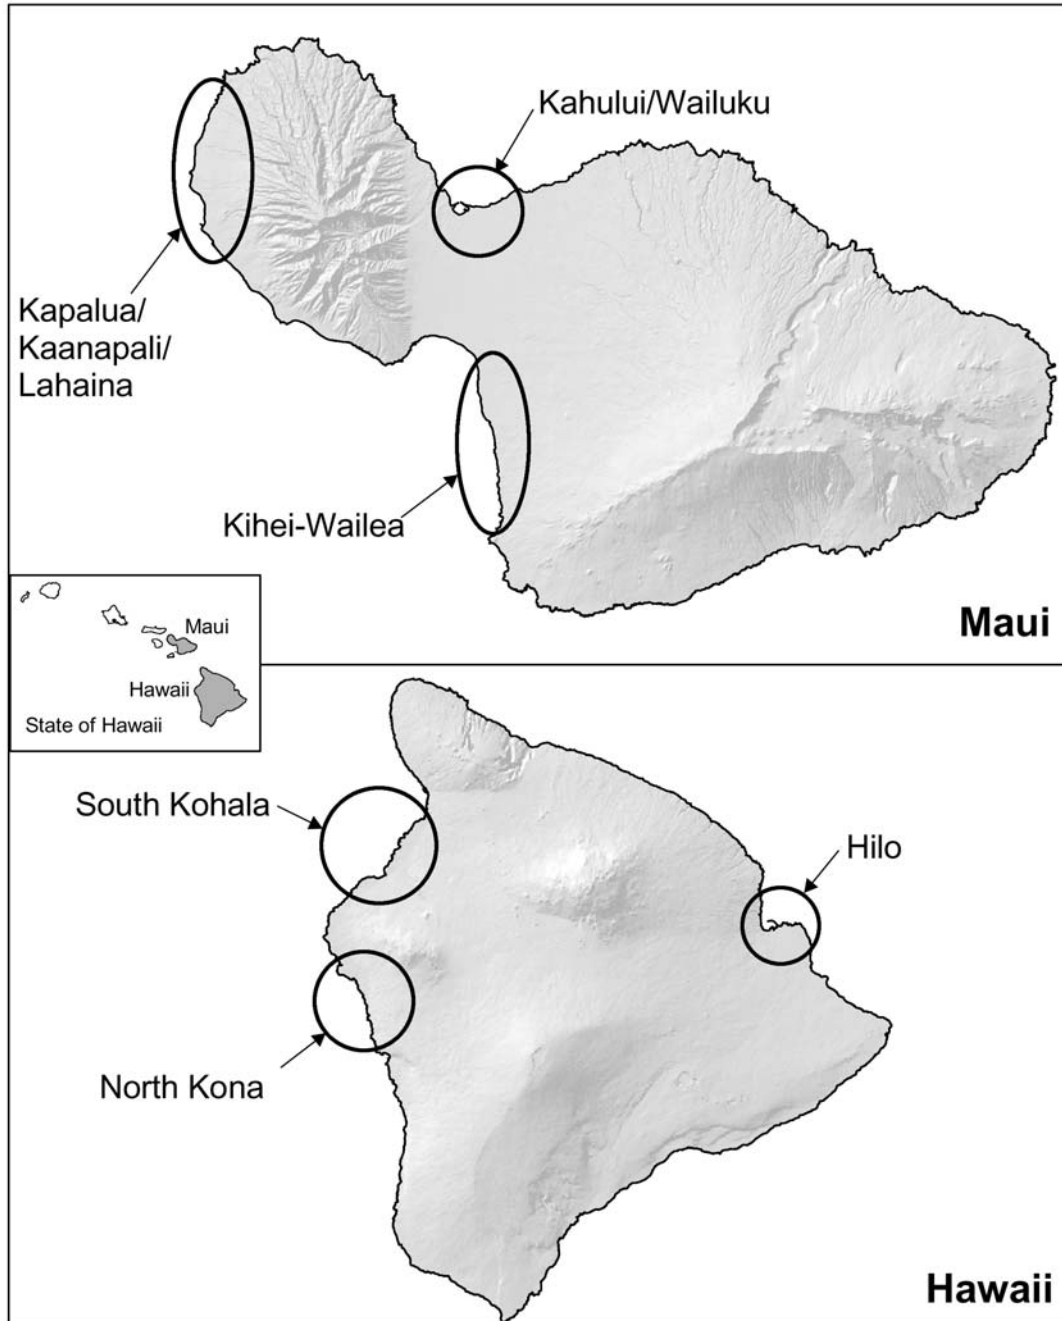 Kahului/Wailuku
Kapalua/
Kaanapali/
Lahaina
Kihei-Wailea
Maui
Maui
Hawaii
State of Hawaii
South Kohala
Hilo
North Kona
Hawaii